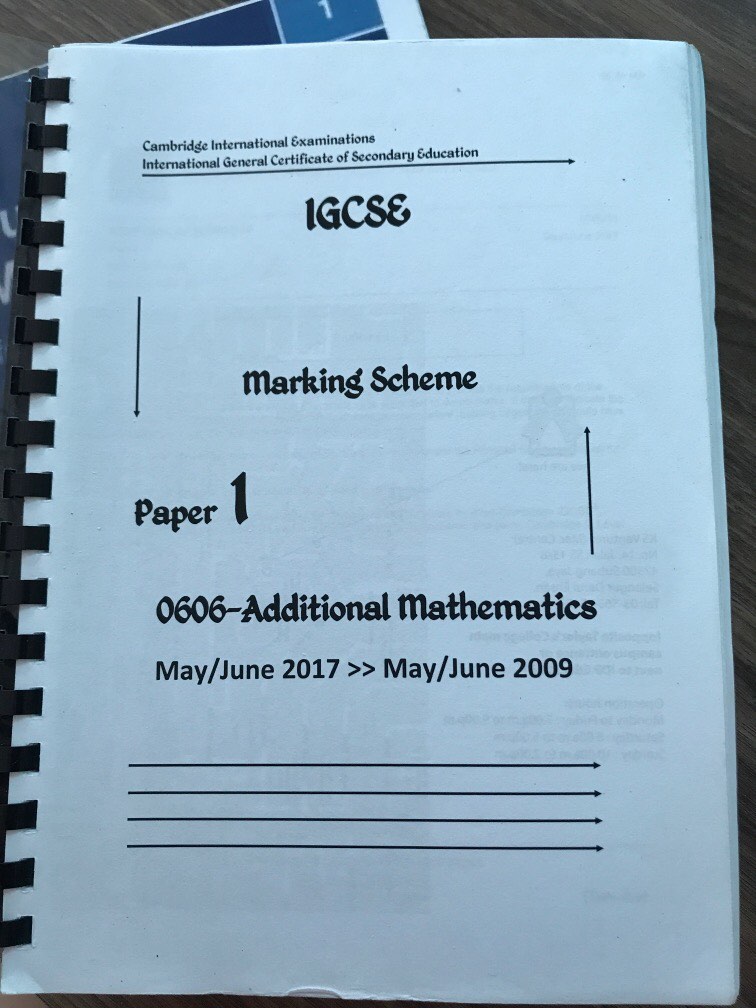 1
Cambridge International Examinations
International General Certificate of Secondary Education
IGCSE
Marking Scheme
Paper 1
0606-Additional Mathematics
May/June 2017 >> May/June 2009